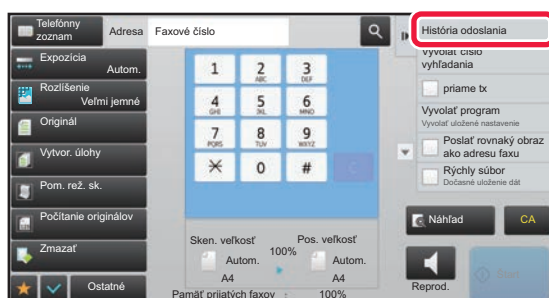 Telefónny
zoznam
Adresa
Faxové číslo
Expozícia
Autom.
Rozlíšenie
Veľmi jemné
Originál
Vytvor. úlohy
Pom. rež. sk.
Počítanie originálov
Zmazať
Ostatné
1
2
ABC
3
DEF
4
GHI
5
JKL
6
MNO
7
PQRS
8
TUV
9
WXYZ
0
#
C
Sken. veľkosť
100%
Pos. veľkosť
Autom.
A4
Autom.
A4
Pamäť prijatých faxov : 100%
História odoslania
Vyvolať číslo
vyhľadania
priame tx
Vyvolať program
Vyvolať uložené nastavenie
Poslať rovnaký obraz
ako adresu faxu
Rýchly súbor
Dočasné uloženie dát
Náhľad
CA
Reprod.
Štart